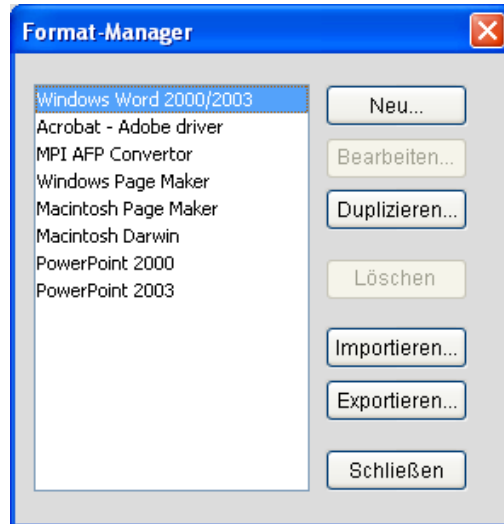 Format-Manager
Windows Word 2000/2003
Acrobat - Adobe driver
MPI AFP Convertor
Windows Page Maker
Macintosh Page Maker
Macintosh Darwin
PowerPoint 2000
PowerPoint 2003
Neu...
Bearbeiten...
Duplizieren...
Löschen
Importieren...
Exportieren...
Schließen